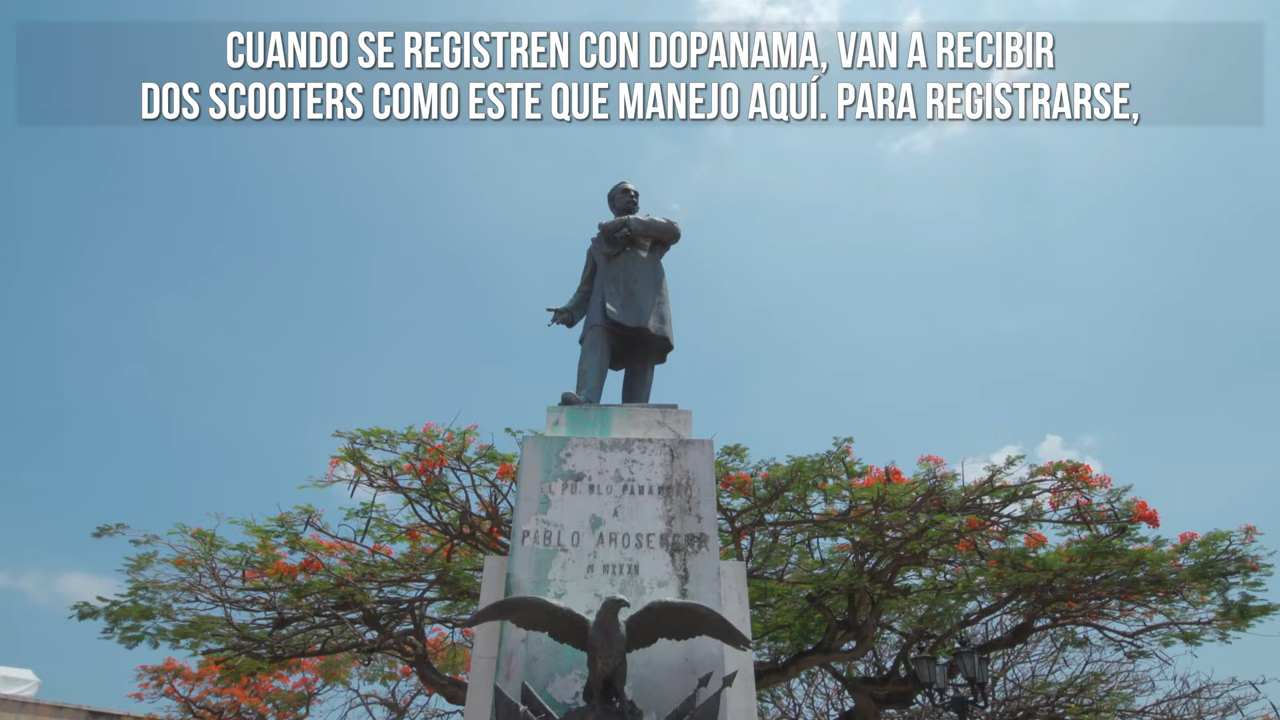 CUANDO SE REGISTREN CON DOPANAMA, VAN A RECIBIR
DOS SCOOTERS COMO ESTE QUE MANEJO AQUÍ. PARA REGISTRARSE,
A
PABLO AROSEMENA